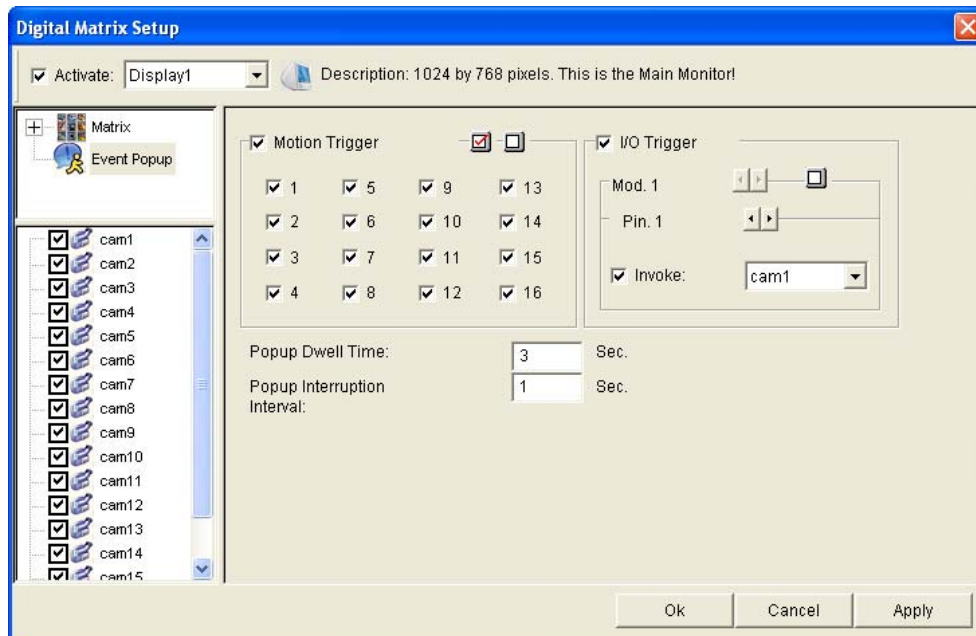 Digital Matrix Setup
Activate: Display1 Description: 1024 by 768 pixels. This is the Main Monitor!
Matrix
Event Popup
cam1
cam2
cam3
cam4
cam5
cam6
cam7
cam8
cam9
cam10
cam11
cam12
cam13
cam14
cam15
Motion Trigger
1 5 9 13
2 6 10 14
3 7 11 15
4 8 12 16
I/O Trigger
Mod. 1
Pin. 1
Invoke: cam1
Popup Dwell Time: 3 Sec.
Popup Interruption 1 Sec.
Interval:
Ok Cancel Apply